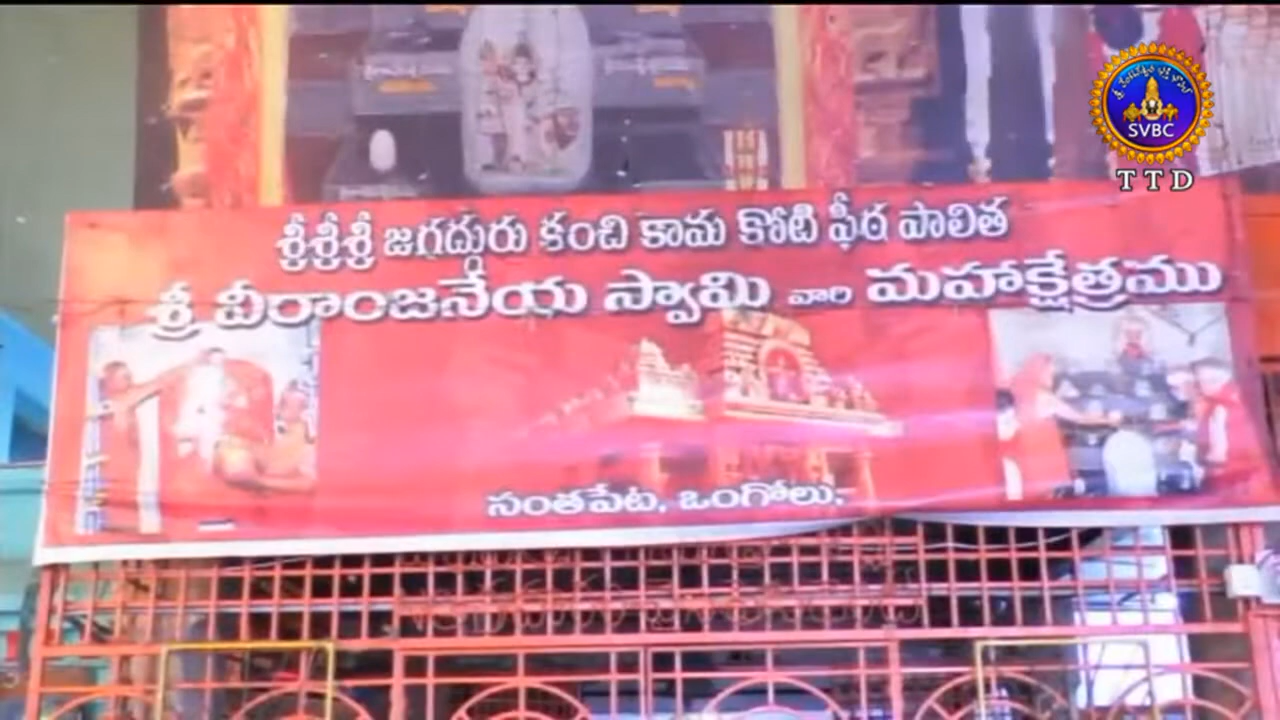 SVBC
TTD
శ్రీశ్రీశ్రీ జగద్గురు కంచి కామ కోటి ఫీఠ పాలిత
శ్రీ వీరాంజనేయ స్వామి వారి మహాక్షేత్రము
సంతపేట, ఒంగోలు.